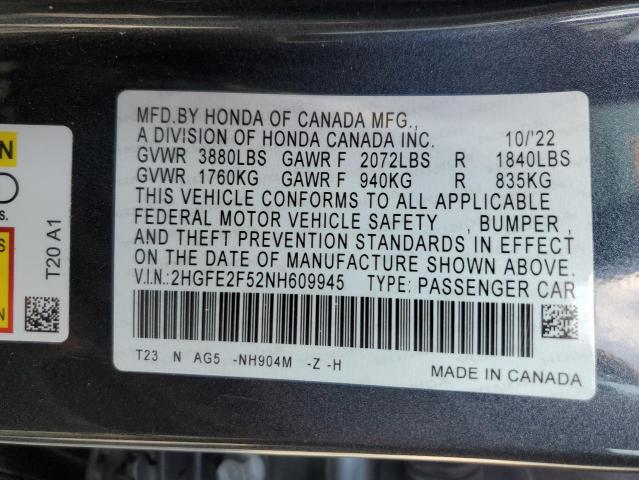 MFD.BY HONDA OF CANADA MFG.,
A DIVISION OF HONDA CANADA INC. 10/'22
GVWR 3880LBS GAWR F 2072LBS R 1840LBS
GVWR 1760KG GAWR F 940KG R 835KG
THIS VEHICLE CONFORMS TO ALL APPLICABLE
FEDERAL MOTOR VEHICLE SAFETY , BUMPER ,
AND THEFT PREVENTION STANDARDS IN EFFECT
ON THE DATE OF MANUFACTURE SHOWN ABOVE.
V.I.N.:2HGFE2F52NH609945 TYPE: PASSENGER CAR
T23 N AG5 -NH904M -Z -H
MADE IN CANADA
T20 A1
N
s.
S
N